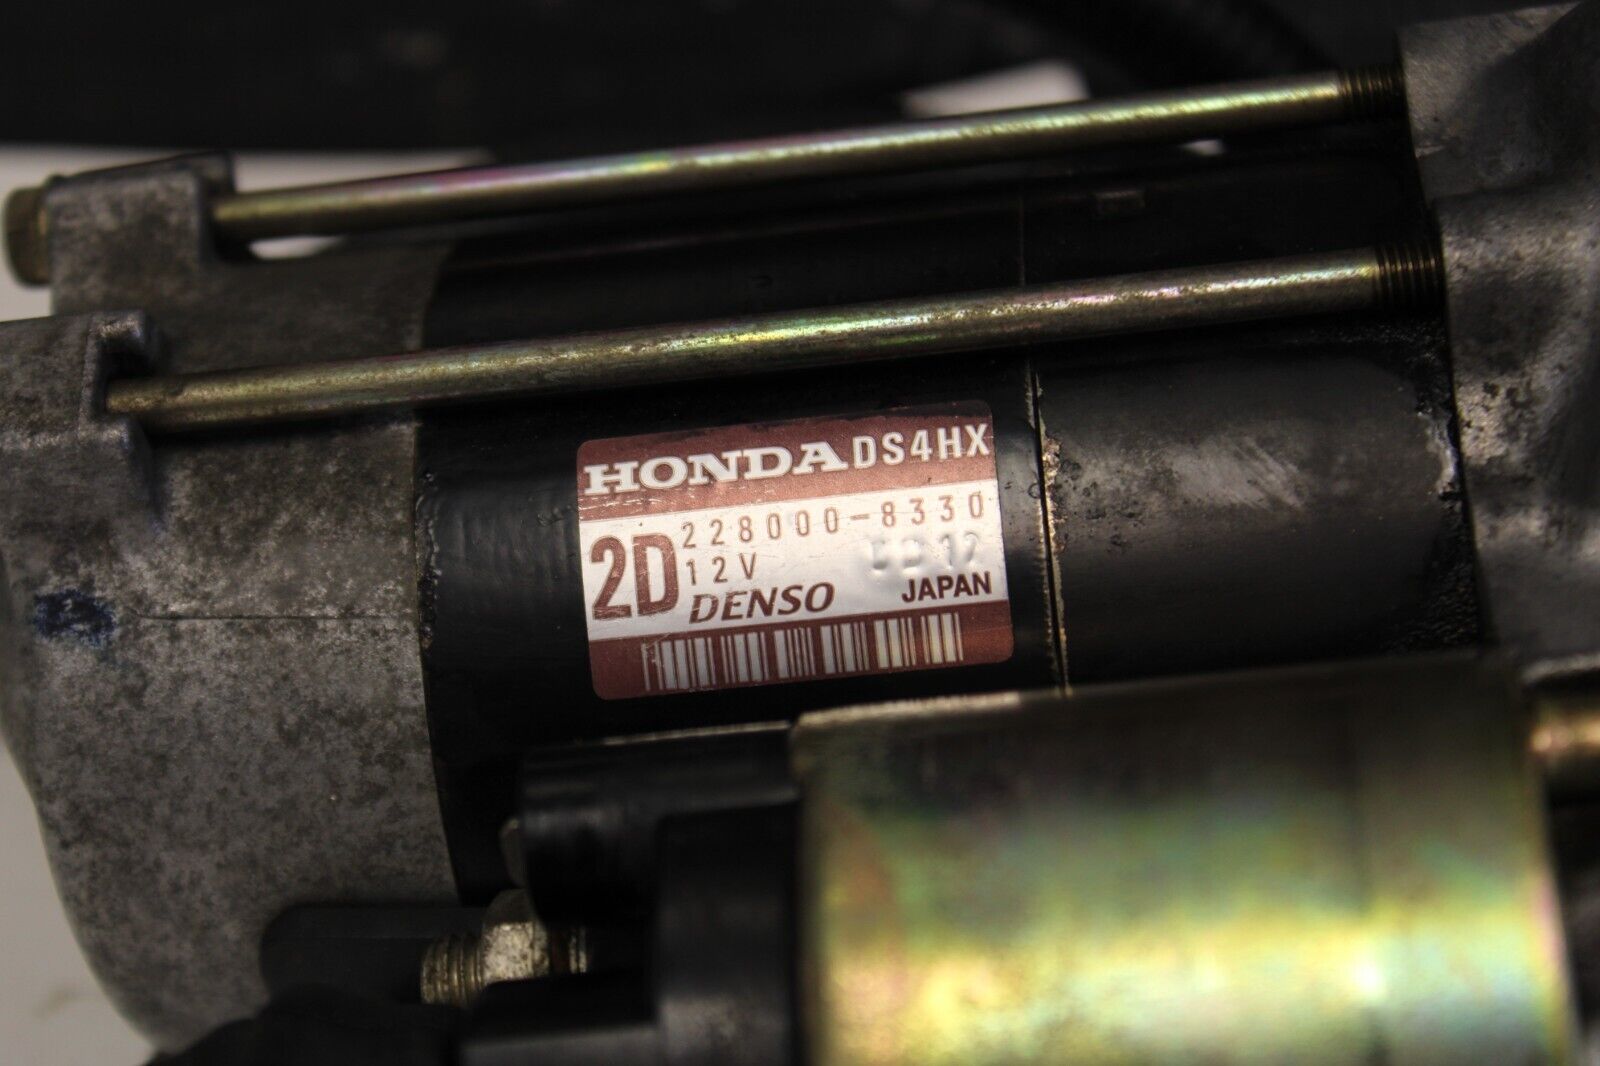 HONDA DS4HX
2D 228000-8330
12V
DENSO JAPAN